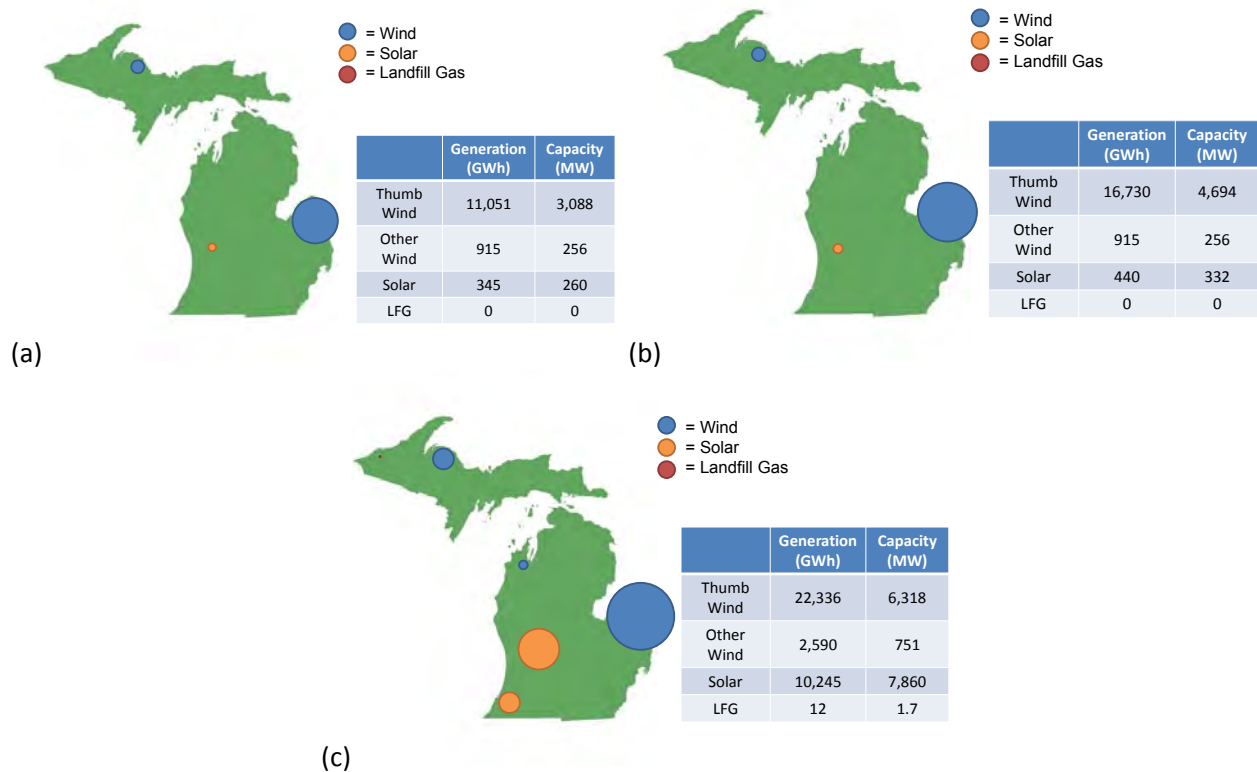 = Wind
= Solar
= Landfill Gas
Generation (GWh) Capacity (MW)
Thumb Wind 11,051 3,088
Other Wind 915 256
Solar 345 260
LFG 0 0
(a)
= Wind
= Solar
= Landfill Gas
Generation (GWh) Capacity (MW)
Thumb Wind 16,730 4,694
Other Wind 915 256
Solar 440 332
LFG 0 0
(b)
= Wind
= Solar
= Landfill Gas
Generation (GWh) Capacity (MW)
Thumb Wind 22,336 6,318
Other Wind 2,590 751
Solar 10,245 7,860
LFG 12 1.7
(c)